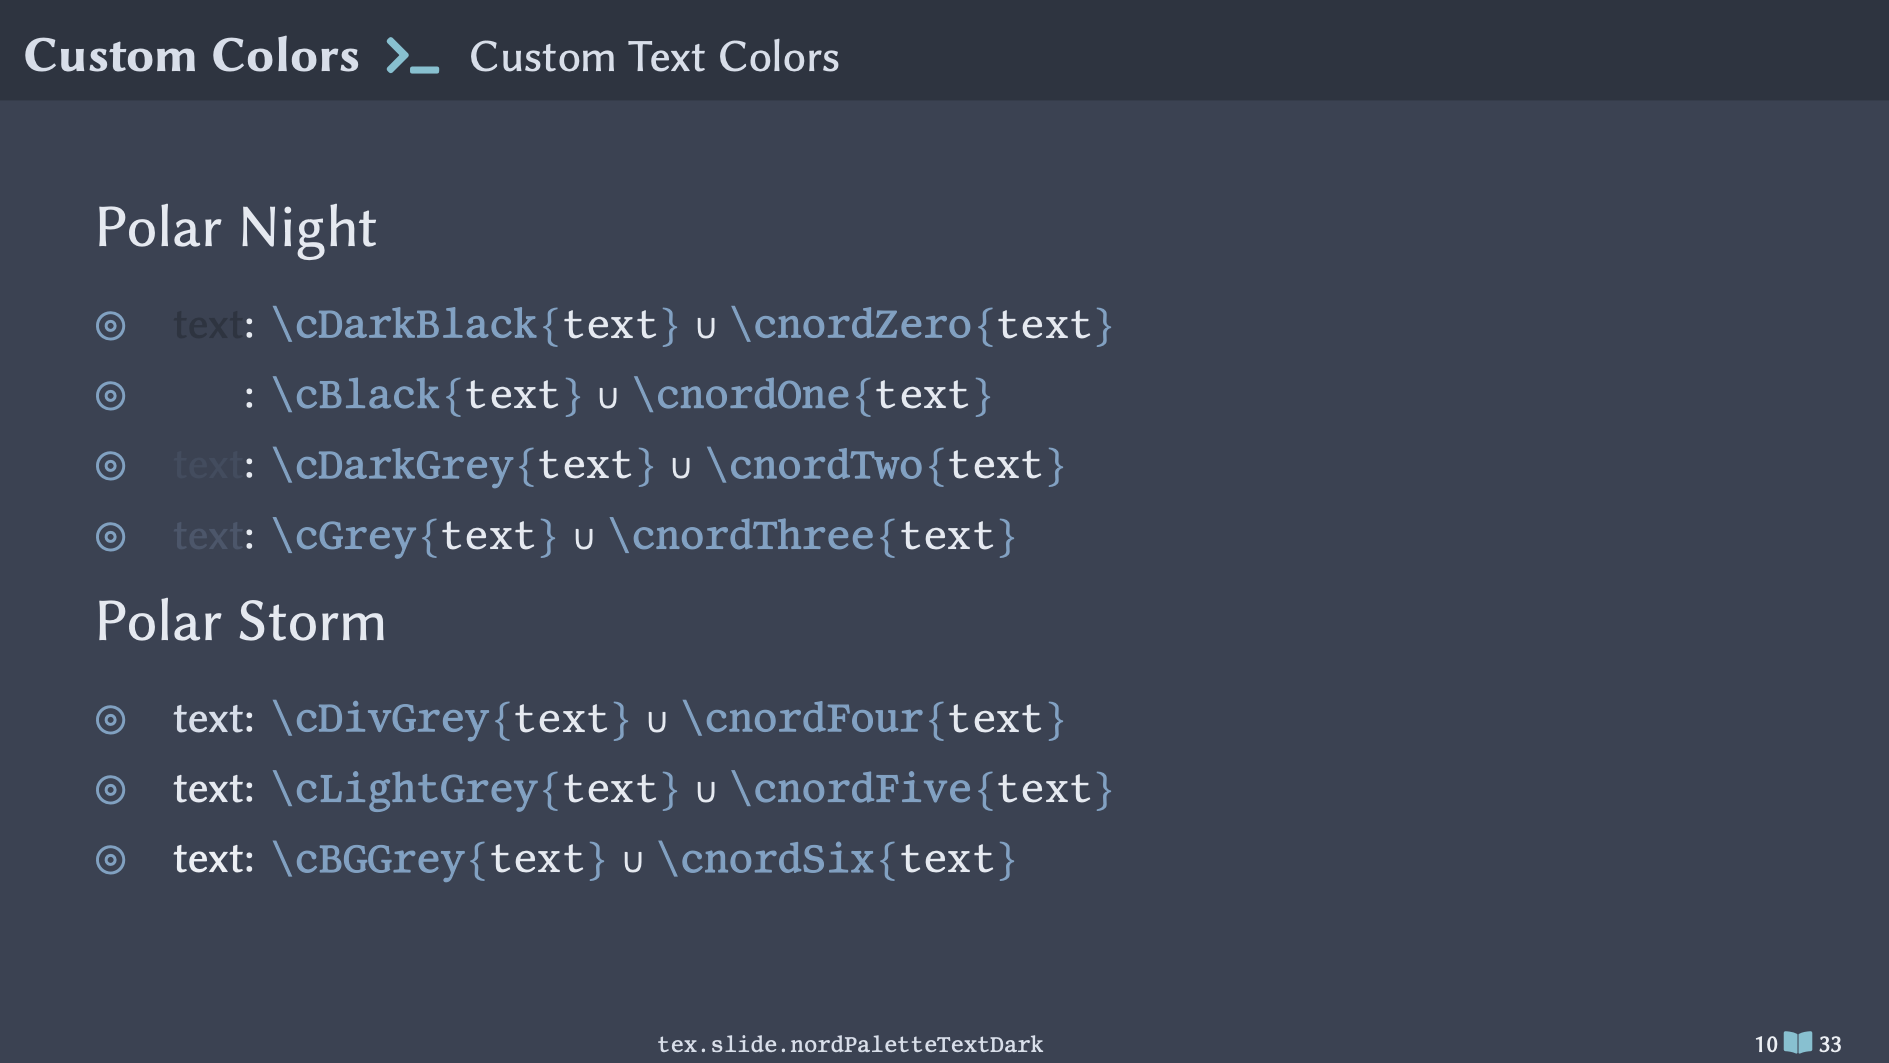 Custom Colors Custom Text Colors
Polar Night
text: \cDarkBlack{text} ∪ \cnordZero{text}
: \cBlack{text} ∪ \cnordOne{text}
text: \cDarkGrey{text} ∪ \cnordTwo{text}
text: \cGrey{text} ∪ \cnordThree{text}
Polar Storm
text: \cDivGrey{text} ∪ \cnordFour{text}
text: \cLightGrey{text} ∪ \cnordFive{text}
text: \cBGGrey{text} ∪ \cnordSix{text}
tex.slide.nordPaletteTextDark
10 33